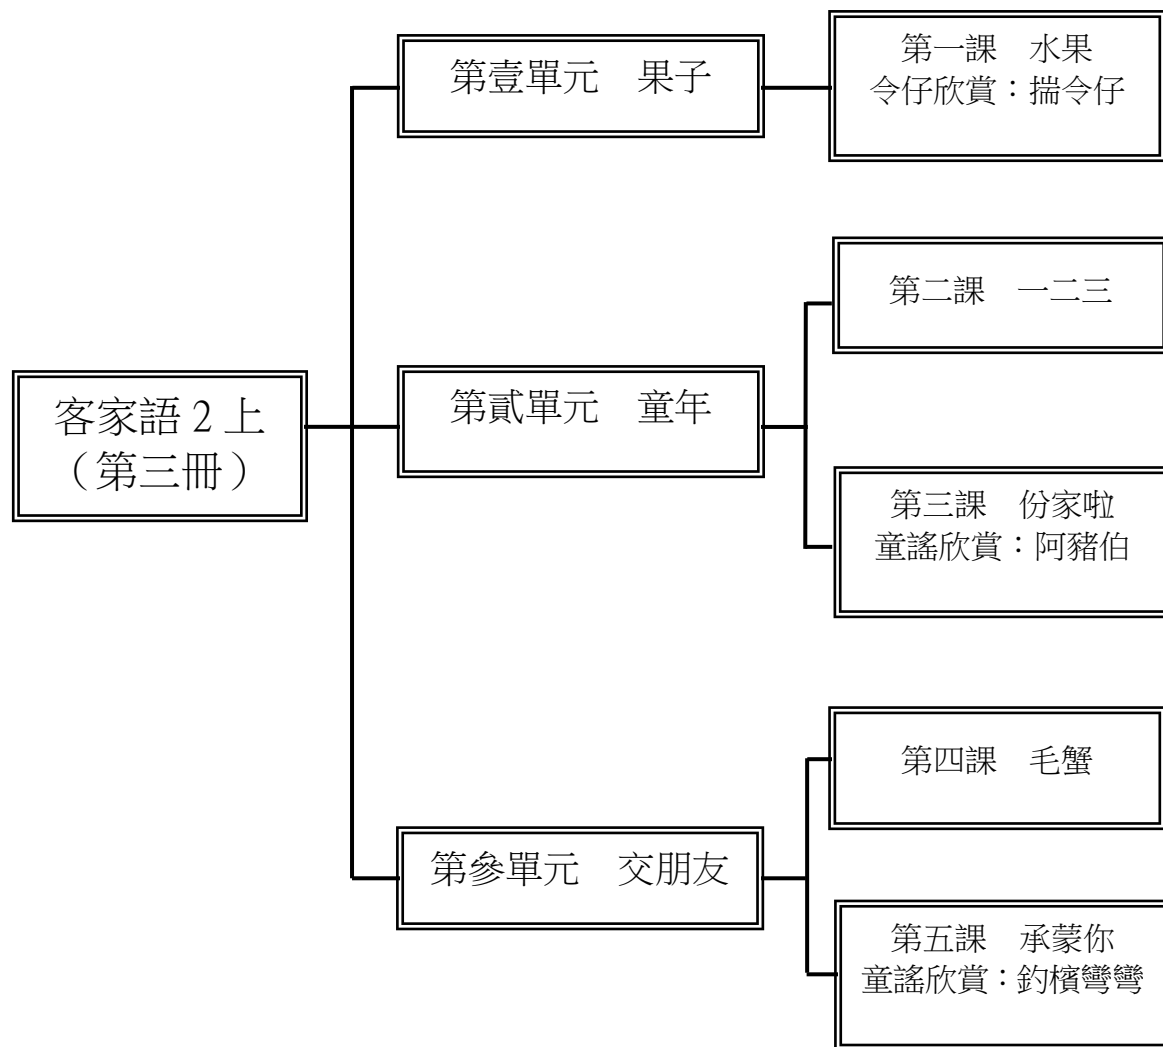 客家語 2 上
（第三冊）
第壹單元　果子
第一課　水果
令仔欣賞：揣令仔
第貳單元　童年
第二課　一二三
第三課　份家啦
童謠欣賞：阿豬伯
第參單元　交朋友
第四課　毛蟹
第五課　承蒙你
童謠欣賞：釣檳彎彎